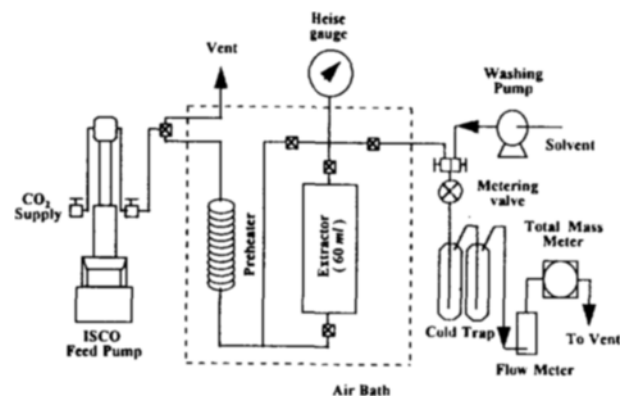 Heise
gauge
Vent
Washing
Pump
Solvent
CO₂
Supply
Metering
valve
Preheater
Extractor
( 60 ml )
Total Mass
Meter
ISCO
Feed Pump
Cold Trap
To Vent
Flow Meter
Air Bath